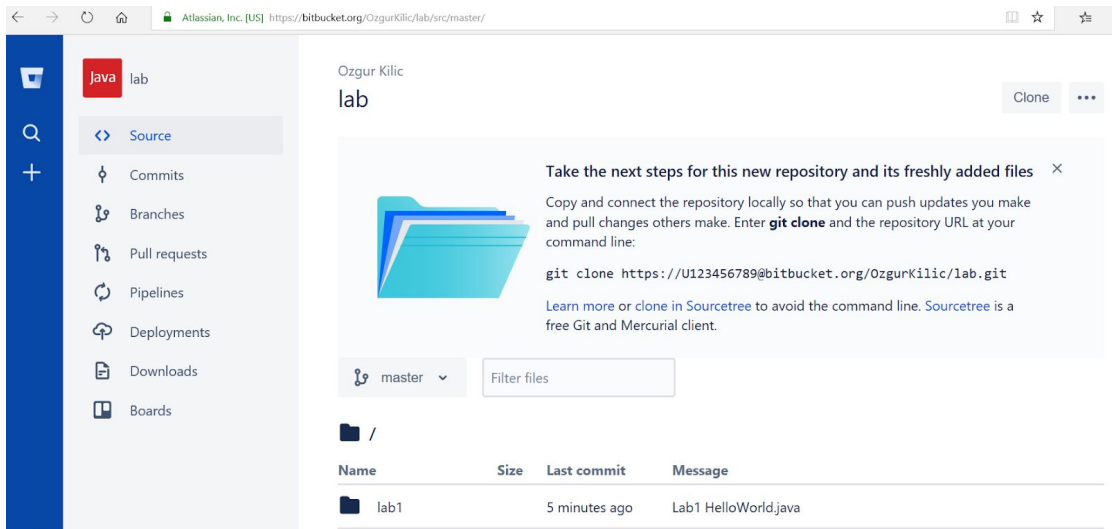 Atlassian, Inc. [US] https://bitbucket.org/OzgurKilic/lab/src/master/
Java lab
Source
Commits
Branches
Pull requests
Pipelines
Deployments
Downloads
Boards
Ozgur Kilic
lab
Clone
Take the next steps for this new repository and its freshly added files
Copy and connect the repository locally so that you can push updates you make
and pull changes others make. Enter git clone and the repository URL at your
command line:
git clone https://U123456789@bitbucket.org/OzgurKilic/lab.git
Learn more or clone in Sourcetree to avoid the command line. Sourcetree is a
free Git and Mercurial client.
master
Filter files
/
Name Size Last commit Message
lab1 5 minutes ago Lab1 HelloWorld.java